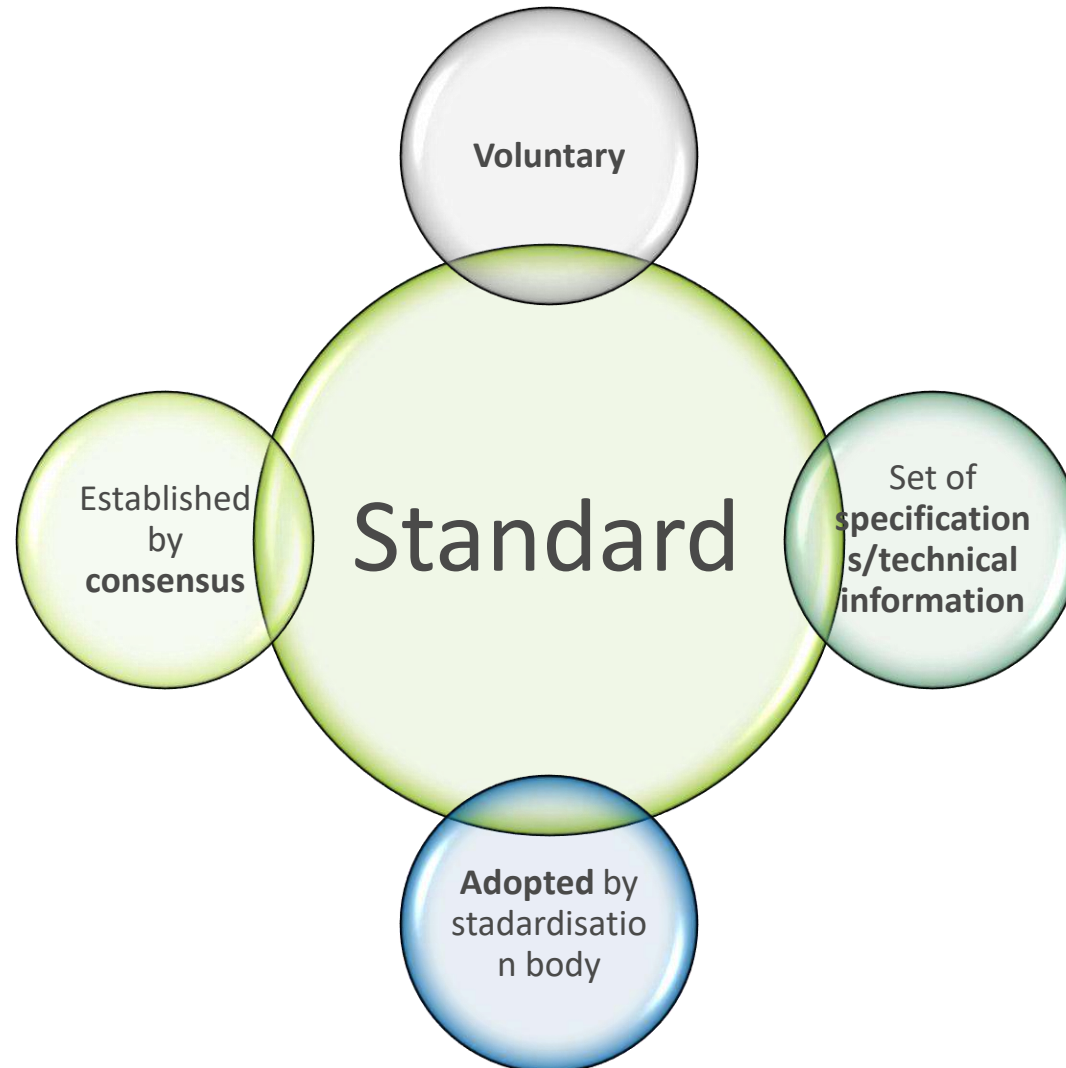 Voluntary
Established
by
consensus
Standard
Set of
specification
s/technical
information
Adopted by
stadardisatio
n body